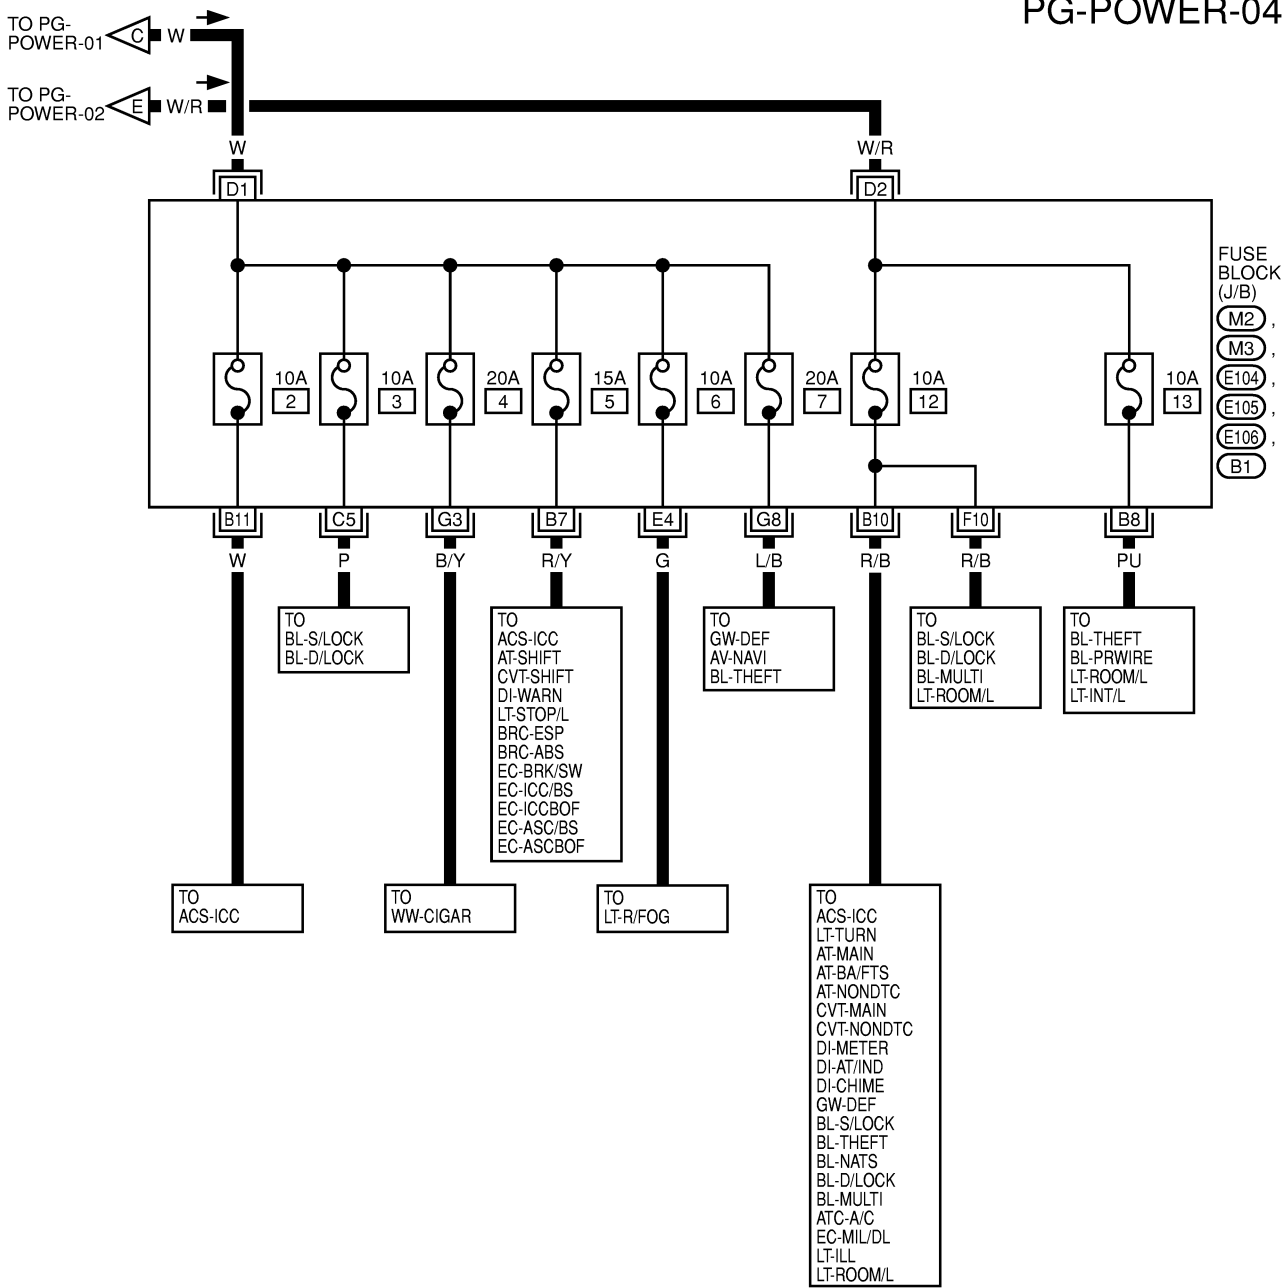 PG-POWER-04
TO PG-
POWER-01
C
W
TO PG-
POWER-02
E
W/R
W
W/R
D1
D2
FUSE
BLOCK
(J/B)
M2 ,
M3 ,
E104 ,
E105 ,
E106 ,
B1
10A
2
10A
3
20A
4
15A
5
10A
6
20A
7
10A
12
10A
13
B11
C5
G3
B7
E4
G8
B10
F10
B8
W
P
B/Y
R/Y
G
L/B
R/B
R/B
PU
TO
BL-S/LOCK
BL-D/LOCK
TO
ACS-ICC
AT-SHIFT
CVT-SHIFT
DI-WARN
LT-STOP/L
BRC-ESP
BRC-ABS
EC-BRK/SW
EC-ICC/BS
EC-ICCBOF
EC-ASC/BS
EC-ASCBOF
TO
GW-DEF
AV-NAVI
BL-THEFT
TO
BL-S/LOCK
BL-D/LOCK
BL-MULTI
LT-ROOM/L
TO
BL-THEFT
BL-PRWIRE
LT-ROOM/L
LT-INT/L
TO
ACS-ICC
TO
WW-CIGAR
TO
LT-R/FOG
TO
ACS-ICC
LT-TURN
AT-MAIN
AT-BA/FTS
AT-NONDTC
CVT-MAIN
CVT-NONDTC
DI-METER
DI-AT/IND
DI-CHIME
GW-DEF
BL-S/LOCK
BL-THEFT
BL-NATS
BL-D/LOCK
BL-MULTI
ATC-A/C
EC-MIL/DL
LT-ILL
LT-ROOM/L